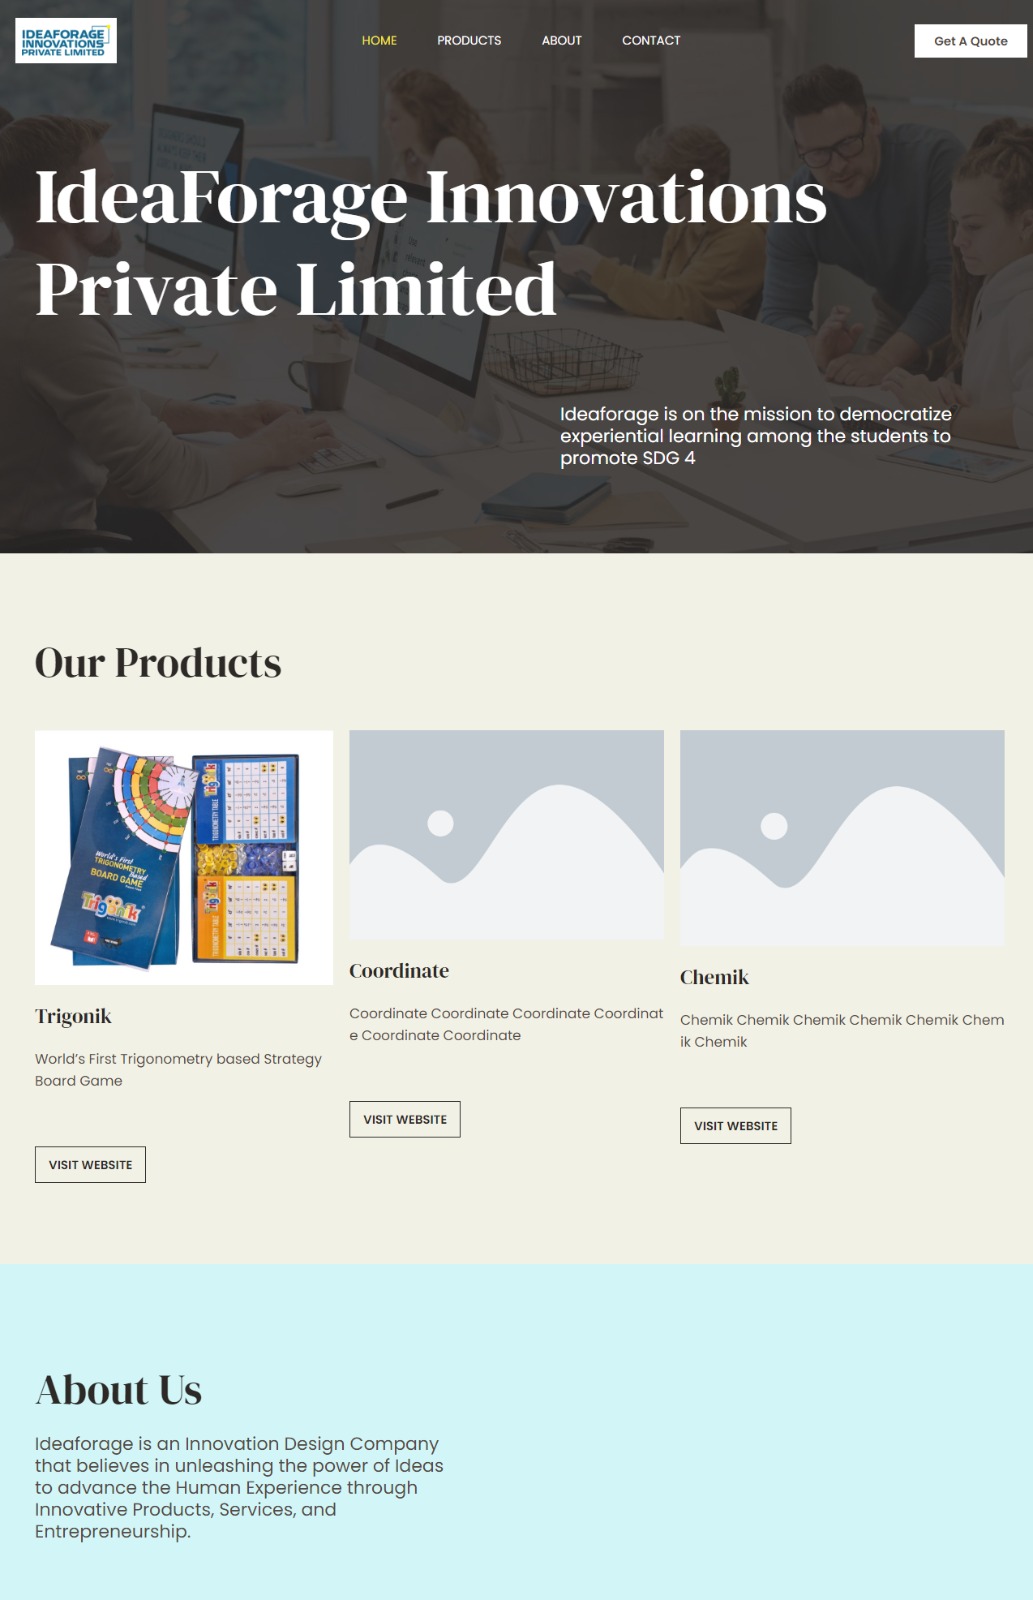 IDEAFORAGE
INNOVATIONS
PRIVATE LIMITED
HOME
PRODUCTS
ABOUT
CONTACT
Get A Quote
IdeaForage Innovations
Private Limited
Ideaforage is on the mission to democratize
experiential learning among the students to
promote SDG 4
Our Products
World's First
TRIGONOMETRY
Based
BOARD GAME
Trigonik
TRIGONOMETRY TABLE
Trigonik
Trigonik
Trigonik
World’s First Trigonometry based Strategy
Board Game
VISIT WEBSITE
Coordinate
Coordinate Coordinate Coordinate Coordinat
e Coordinate Coordinate
VISIT WEBSITE
Chemik
Chemik Chemik Chemik Chemik Chemik Chem
ik Chemik
VISIT WEBSITE
About Us
Ideaforage is an Innovation Design Company
that believes in unleashing the power of Ideas
to advance the Human Experience through
Innovative Products, Services, and
Entrepreneurship.